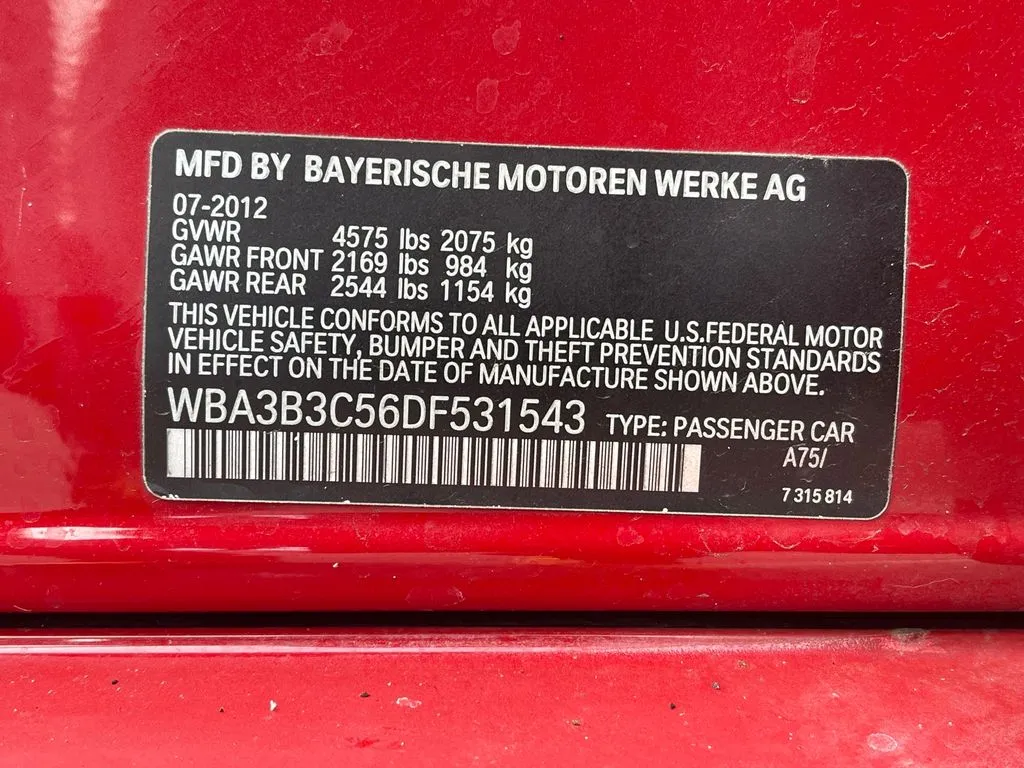 MFD BY BAYERISCHE MOTOREN WERKE AG
07-2012
GVWR 4575 lbs 2075 kg
GAWR FRONT 2169 lbs 984 kg
GAWR REAR 2544 lbs 1154 kg
THIS VEHICLE CONFORMS TO ALL APPLICABLE U.S.FEDERAL MOTOR
VEHICLE SAFETY, BUMPER AND THEFT PREVENTION STANDARDS
IN EFFECT ON THE DATE OF MANUFACTURE SHOWN ABOVE.
WBA3B3C56DF531543 TYPE: PASSENGER CAR
A75/
7 315 814